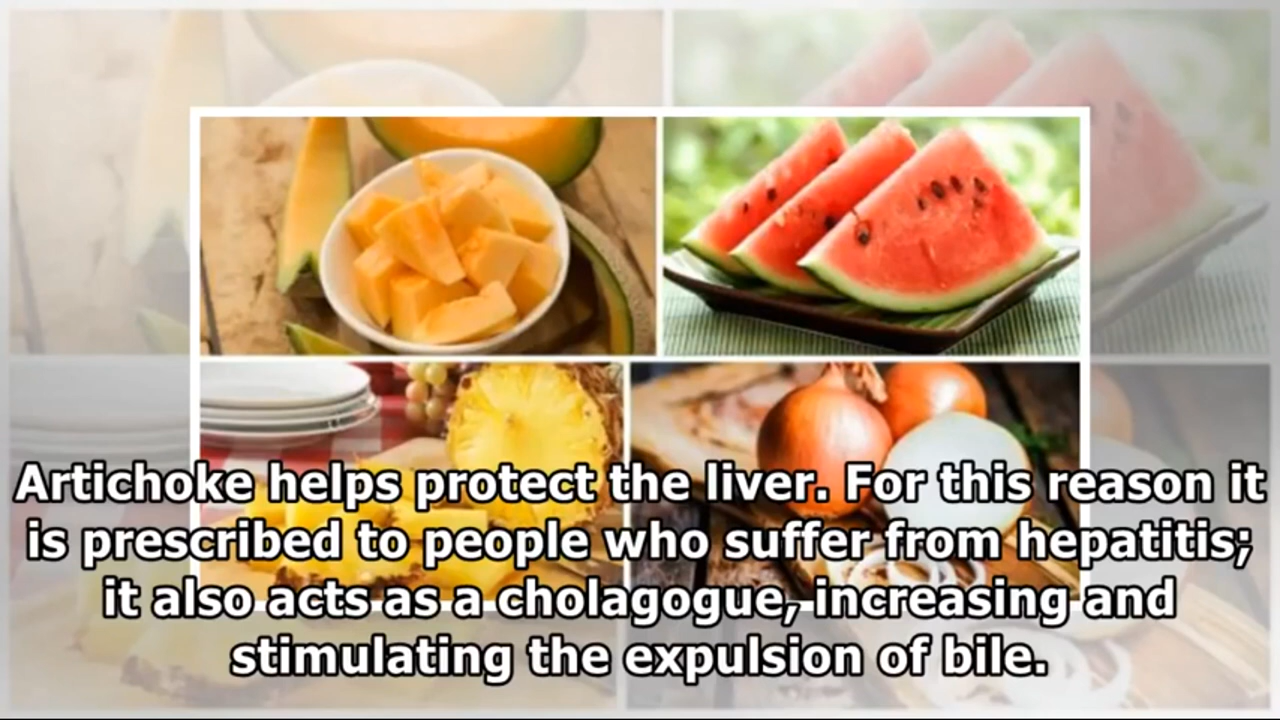 Artichoke helps protect the liver. For this reason it
is prescribed to people who suffer from hepatitis;
it also acts as a cholagogue, increasing and
stimulating the expulsion of bile.